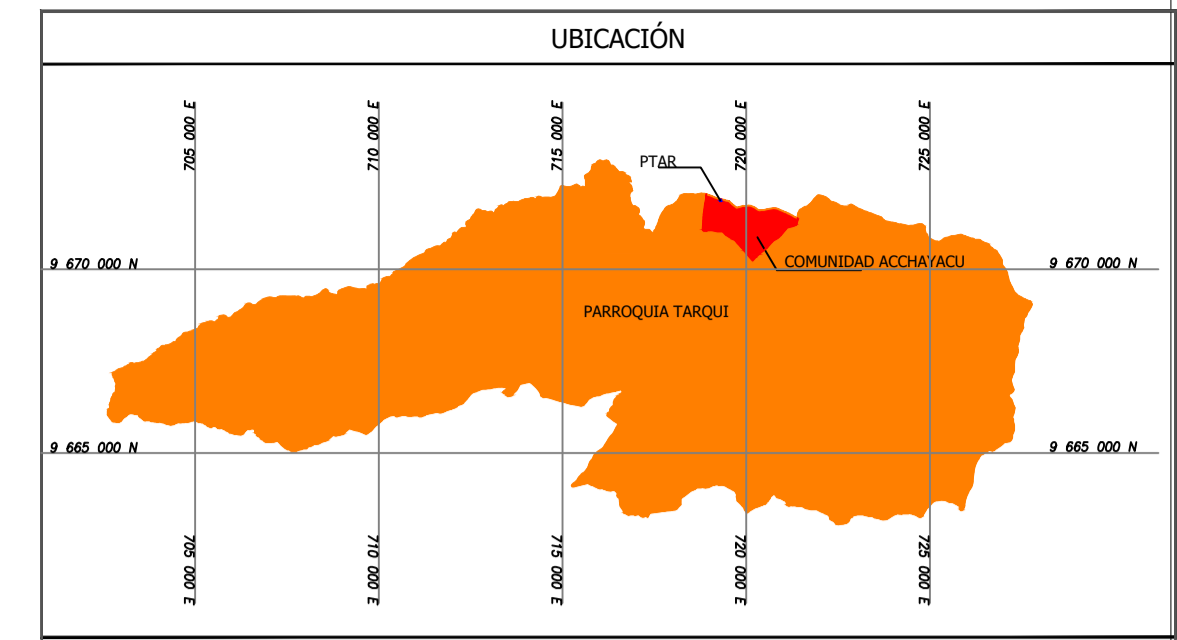 UBICACIÓN
705 000 E
710 000 E
715 000 E
720 000 E
725 000 E
PTAR
9 670 000 N
COMUNIDAD ACCHAYACU
9 670 000 N
PARROQUIA TARQUI
9 665 000 N
9 665 000 N
705 000 E
710 000 E
715 000 E
720 000 E
725 000 E